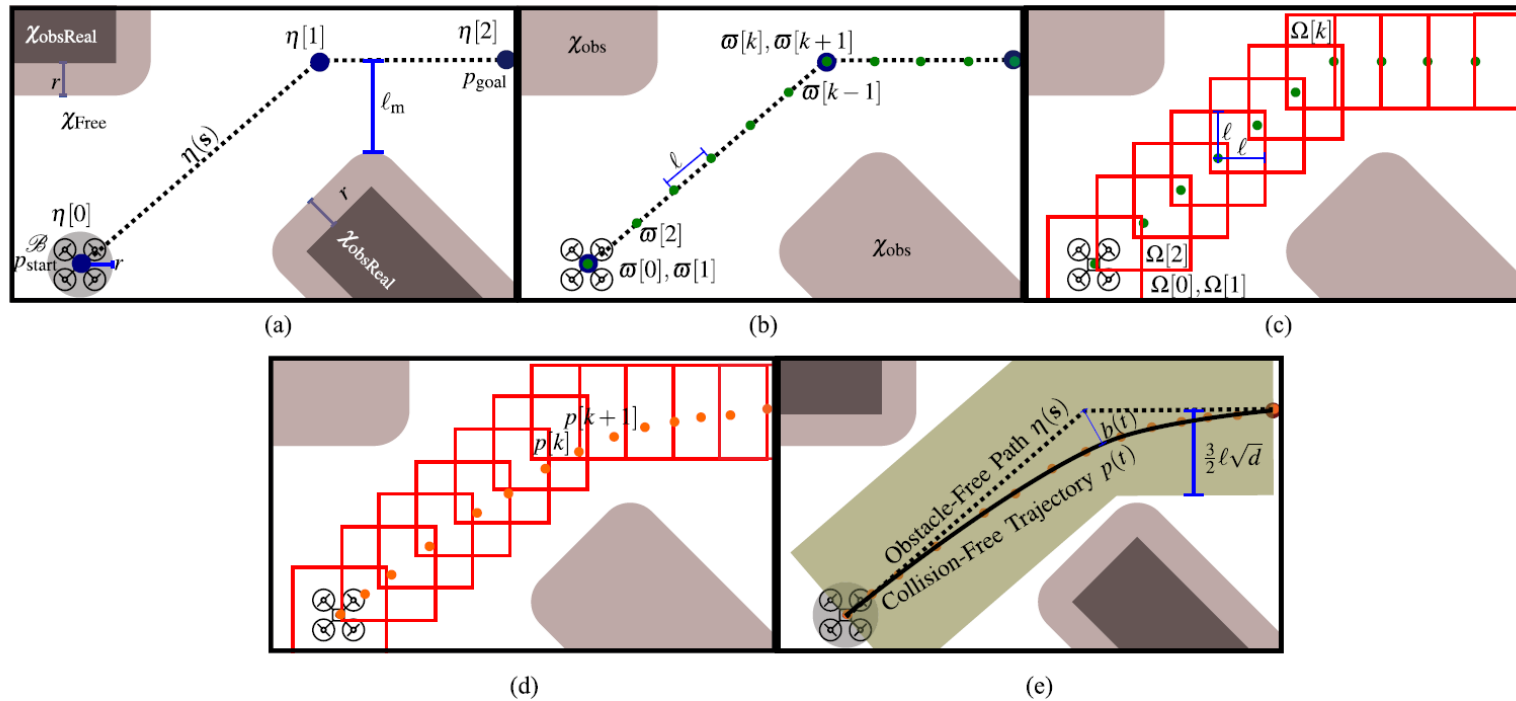 χobsReal
r
χFree
η[0]
ℬ
pstart
r
η(s)
η[1]
η[2]
pgoal
ℓm
r
χobsReal
(a)
χobs
ϖ[k], ϖ[k+1]
ϖ[k−1]
ℓ
ϖ[2]
ϖ[0], ϖ[1]
χobs
(b)
Ω[k]
ℓ
ℓ
Ω[2]
Ω[0], Ω[1]
(c)
p[k+1]
p[k]
(d)
Obstacle-Free Path η(s)
b(t)
Collision-Free Trajectory p(t)
3/2 ℓ√d
(e)